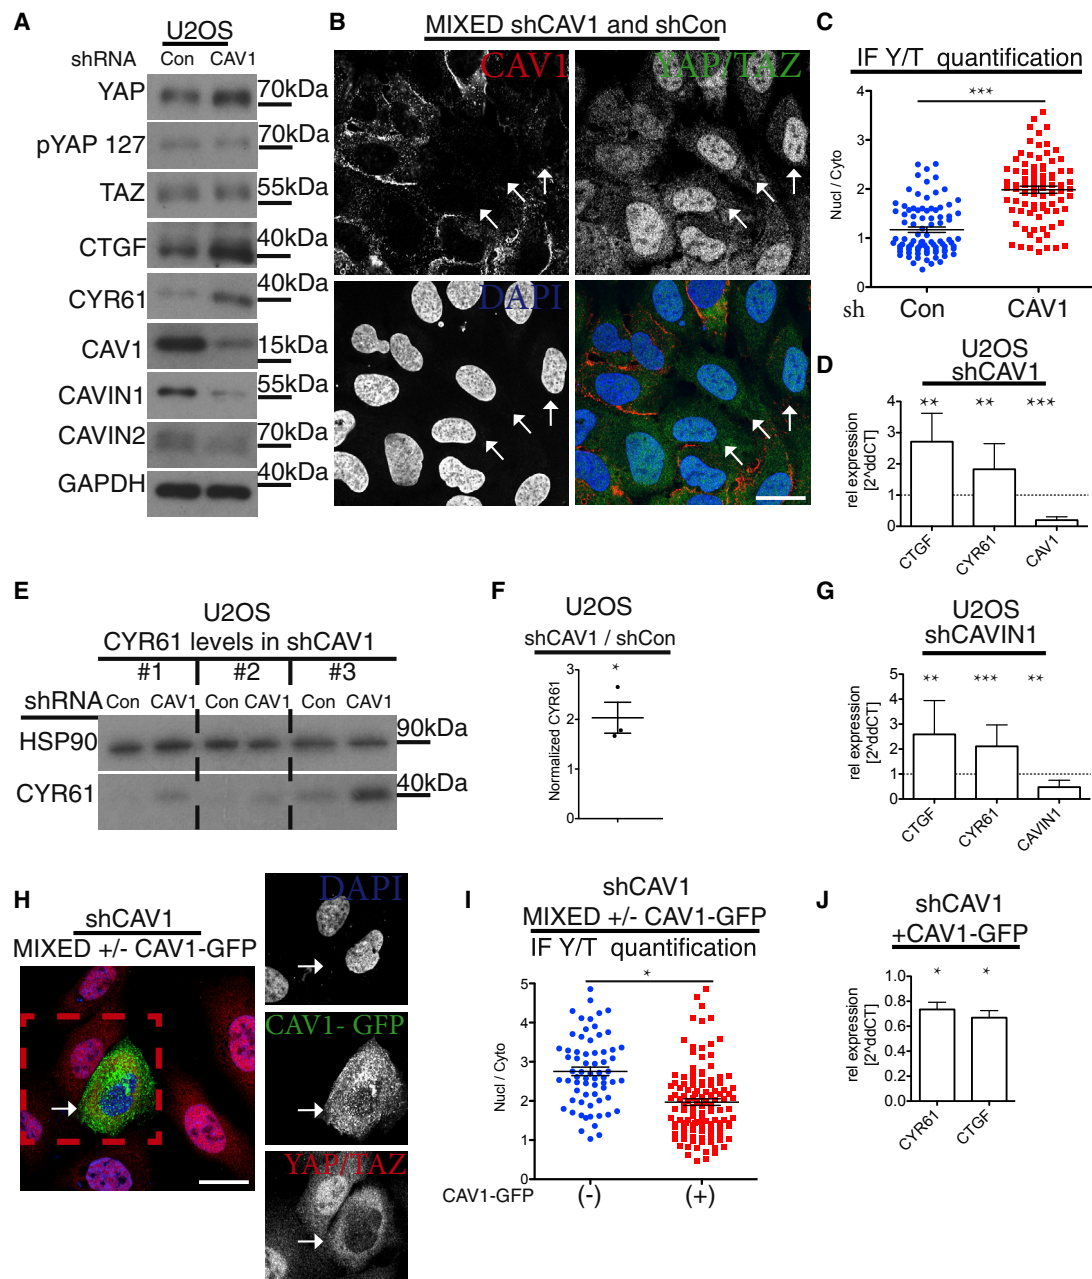 A
U2OS
shRNA Con CAV1
YAP 70kDa
pYAP 127 70kDa
TAZ 55kDa
CTGF 40kDa
CYR61 40kDa
CAV1 15kDa
CAVIN1 55kDa
CAVIN2 70kDa
GAPDH 40kDa
B
MIXED shCAV1 and shCon
CAV1
YAP/TAZ
DAPI
C
IF Y/T quantification
***
Nucl / Cyto
4
3
2
1
0
sh Con CAV1
D
U2OS
shCAV1
** ** ***
rel expression
[2^ddCT]
4
3
2
1
0
CTGF CYR61 CAV1
E
U2OS
CYR61 levels in shCAV1
#1 #2 #3
shRNA Con CAV1 Con CAV1 Con CAV1
HSP90 90kDa
CYR61 40kDa
F
U2OS
shCAV1 / shCon
*
Normalized CYR61
3
2
1
0
G
U2OS
shCAVIN1
** *** **
rel expression
[2^ddCT]
5
4
3
2
1
0
CTGF CYR61 CAVIN1
H
shCAV1
MIXED +/- CAV1-GFP
DAPI
CAV1- GFP
YAP/TAZ
I
shCAV1
MIXED +/- CAV1-GFP
IF Y/T quantification
*
Nucl / Cyto
5
4
3
2
1
0
CAV1-GFP (-) (+)
J
shCAV1
+CAV1-GFP
* *
rel expression
[2^ddCT]
1.0
0.8
0.6
0.4
0.2
0.0
CYR61 CTGF